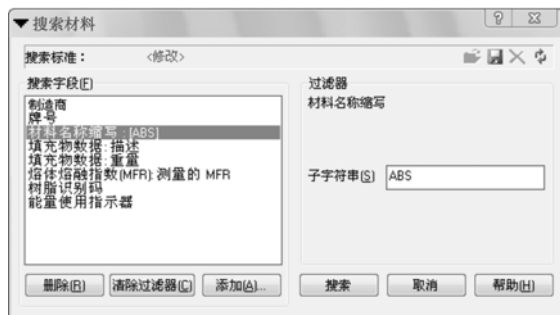 搜索材料
搜索标准： <修改>
搜索字段(F)
制造商
牌号
材料名称缩写：[ABS]
填充物数据:描述
填充物数据:重量
熔体熔融指数(MFR):测量的 MFR
树脂识别码
能量使用指示器
删除(R) 清除过滤器(C) 添加(A)...
过滤器
材料名称缩写
子字符串(S) ABS
搜索 取消 帮助(H)